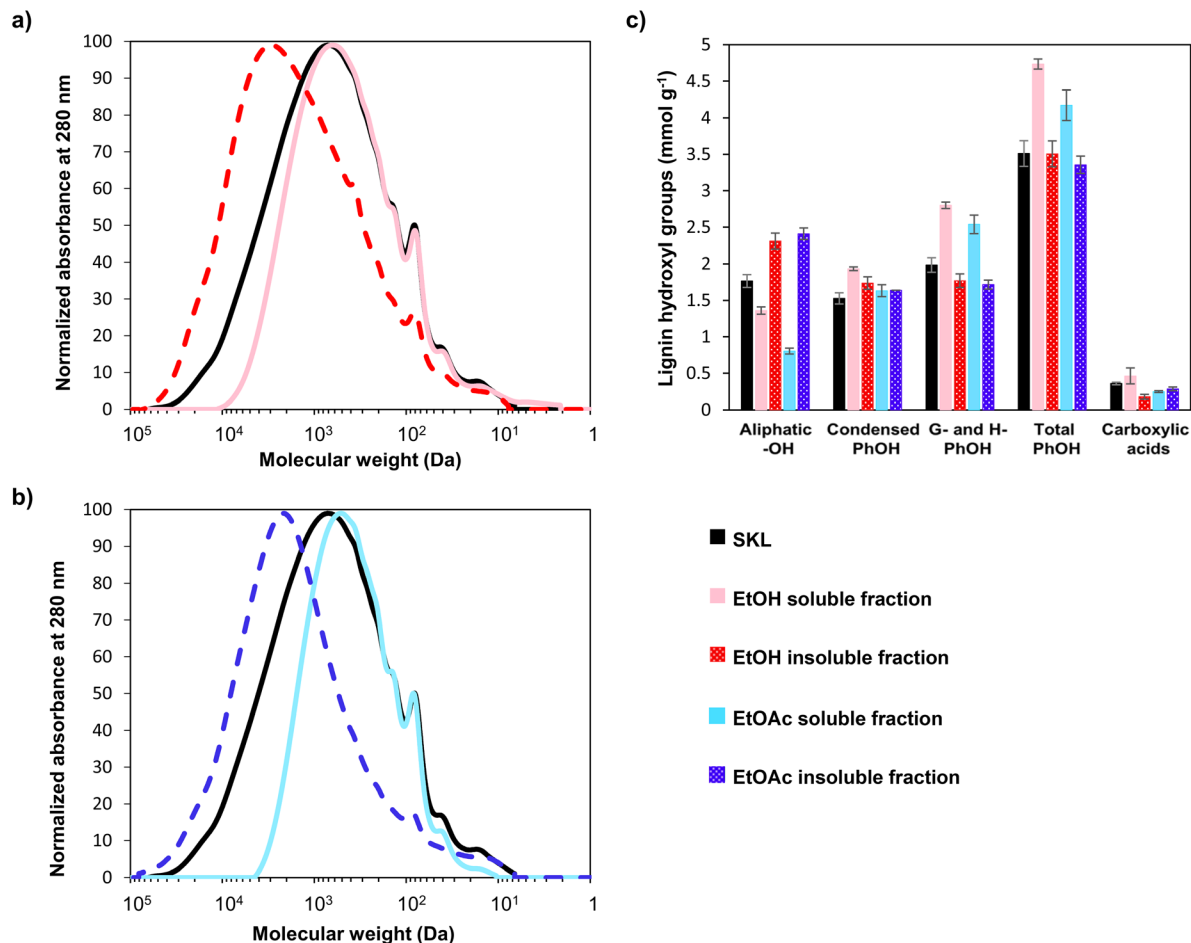 a)
Normalized absorbance at 280 nm
100
90
80
70
60
50
40
30
20
10
0
10⁵ 10⁴ 10³ 10² 10¹ 1
Molecular weight (Da)
b)
Normalized absorbance at 280 nm
100
90
80
70
60
50
40
30
20
10
0
10⁵ 10⁴ 10³ 10² 10¹ 1
Molecular weight (Da)
c)
Lignin hydroxyl groups (mmol g⁻¹)
5
4.5
4
3.5
3
2.5
2
1.5
1
0.5
0
Aliphatic
-OH
Condensed
PhOH
G- and H-
PhOH
Total
PhOH
Carboxylic
acids
SKL
EtOH soluble fraction
EtOH insoluble fraction
EtOAc soluble fraction
EtOAc insoluble fraction